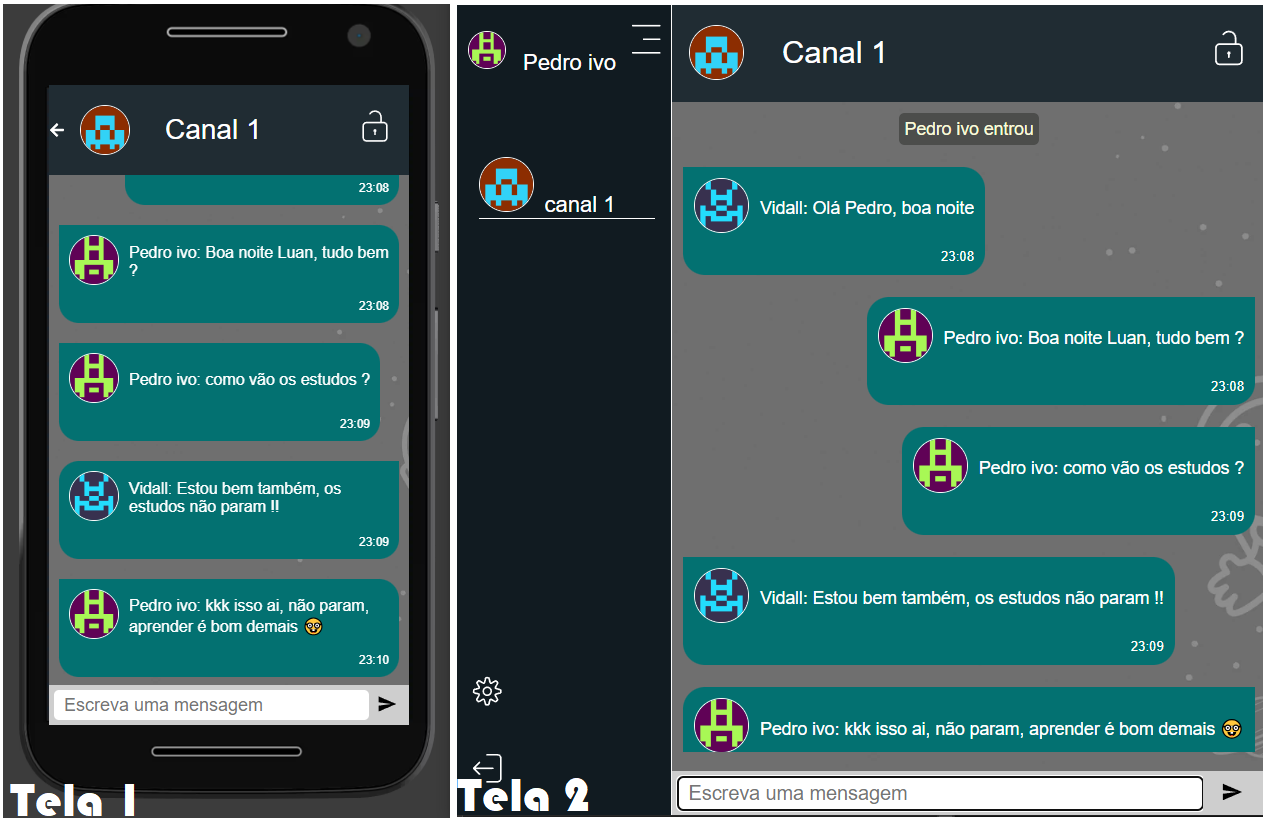 Canal 1
23:08
Pedro ivo: Boa noite Luan, tudo bem
?
23:08
Pedro ivo: como vão os estudos ?
23:09
Vidall: Estou bem também, os
estudos não param !!
23:09
Pedro ivo: kkk isso ai, não param,
aprender é bom demais 🤓
23:10
Escreva uma mensagem
Tela 1
Pedro ivo
canal 1
Tela 2
Canal 1
Pedro ivo entrou
Vidall: Olá Pedro, boa noite
23:08
Pedro ivo: Boa noite Luan, tudo bem ?
23:08
Pedro ivo: como vão os estudos ?
23:09
Vidall: Estou bem também, os estudos não param !!
23:09
Pedro ivo: kkk isso ai, não param, aprender é bom demais 🤓
Escreva uma mensagem